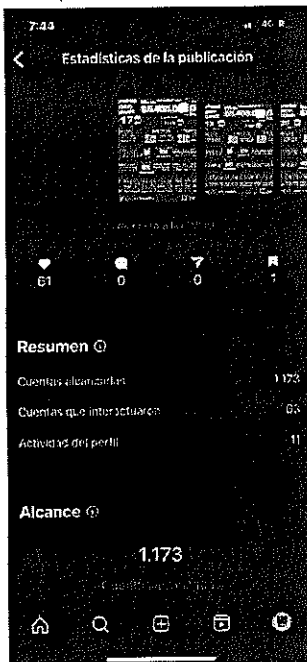 7:44 4G
Estadísticas de la publicación
61 0 0 1
Resumen
Cuentas alcanzadas 1.173
Cuentas que interactuaron
Actividad del perfil 11
Alcance
1.173